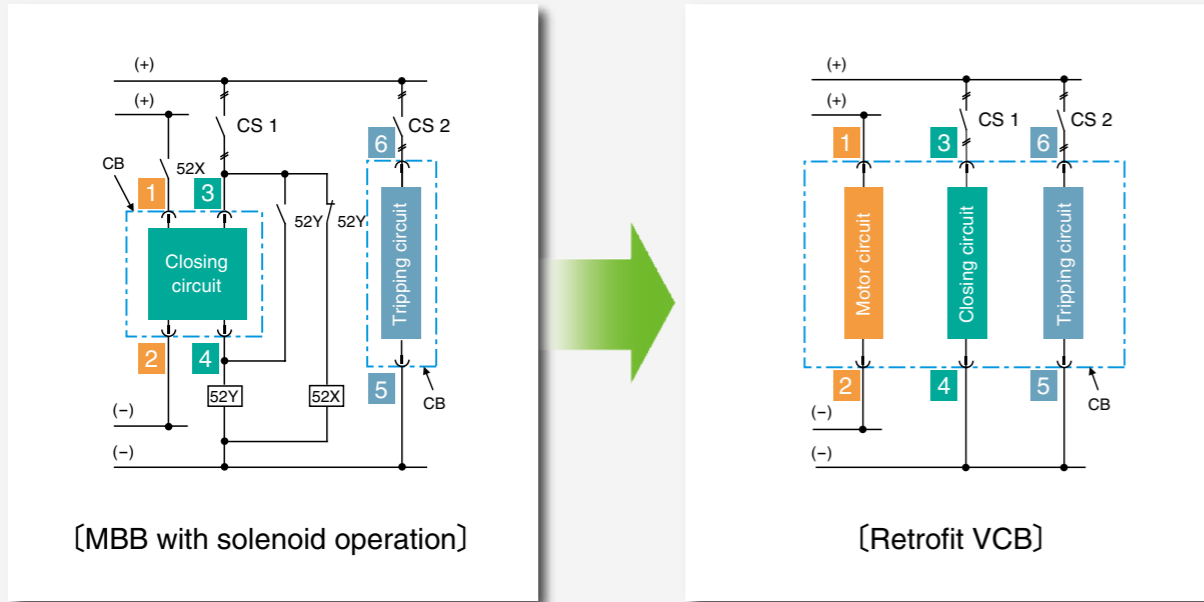 (+)
(+)
CS 1
CS 2
6
CB
52X
1
3
52Y
52Y
Closing
circuit
Tripping circuit
2
4
5
52Y
52X
CB
(−)
(−)
〔MBB with solenoid operation〕
(+)
(+)
CS 1
CS 2
1
3
6
Motor circuit
Closing circuit
Tripping circuit
2
4
5
CB
(−)
(−)
〔Retrofit VCB〕